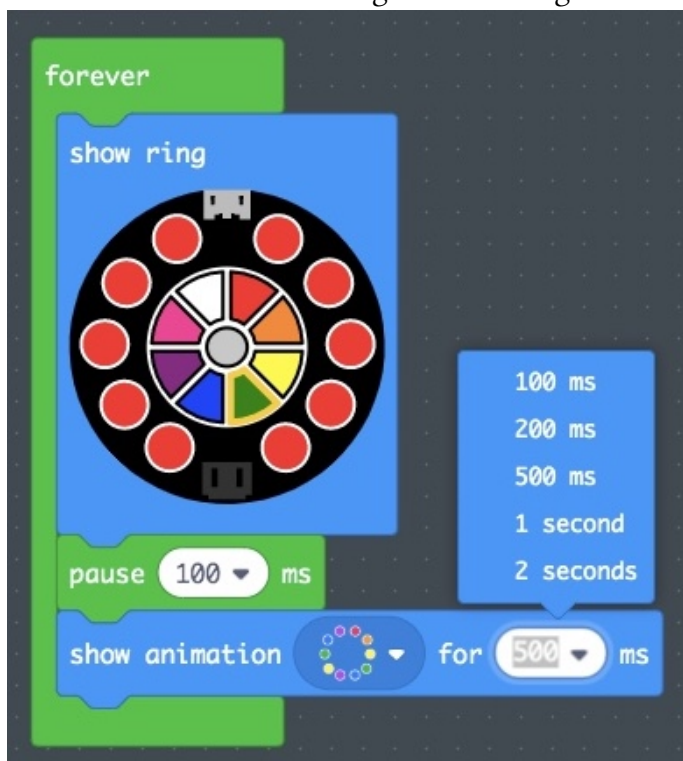 forever
show ring
100 ms
200 ms
500 ms
1 second
2 seconds
pause 100 ms
show animation for 500 ms